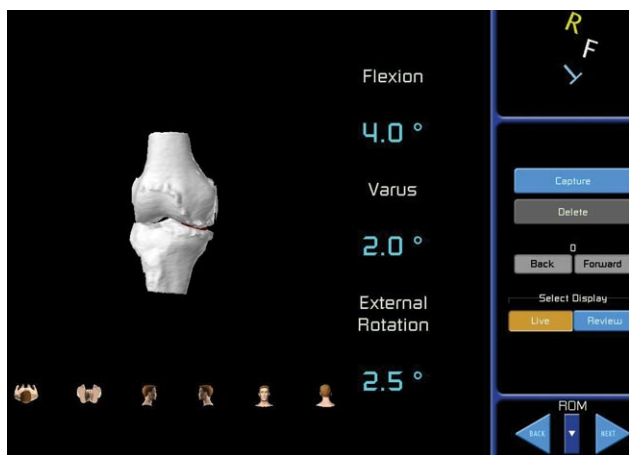 Flexion
4.0 °
Varus
2.0 °
External
Rotation
2.5 °
R
F
T
Capture
Delete
0
Back Forward
Select Display
Live Review
ROM
BACK NEXT